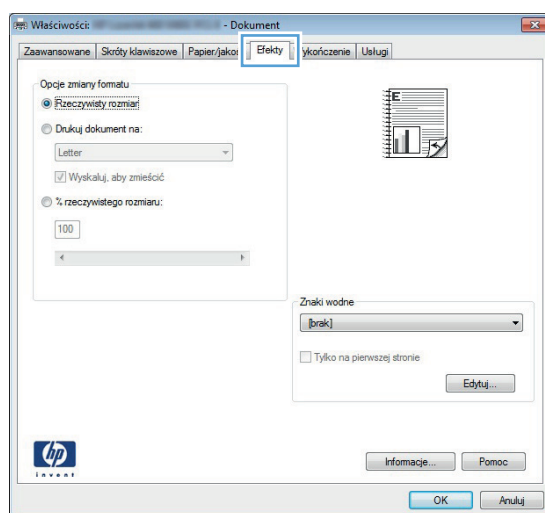 Właściwości: - Dokument
Zaawansowane Skróty klawiszowe Papier/jakoś Efekty ykończenie Usługi
Opcje zmiany formatu
Rzeczywisty rozmiar
Drukuj dokument na:
Letter
Wyskaluj, aby zmieścić
% rzeczywistego rozmiaru:
100
E
Znaki wodne
[brak]
Tylko na pierwszej stronie
Edytuj...
hp
invent
Informacje... Pomoc
OK Anuluj